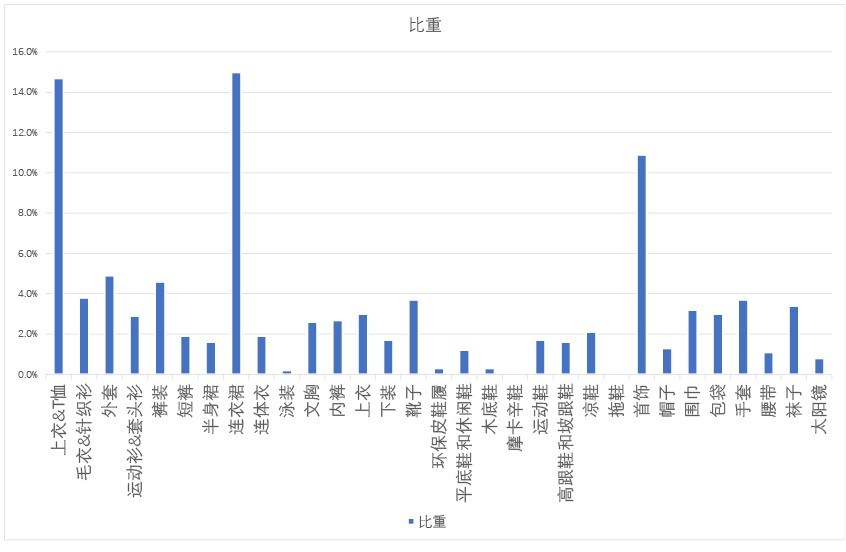 比重
16.0%
14.0%
12.0%
10.0%
8.0%
6.0%
4.0%
2.0%
0.0%
上衣&T恤
毛衣&针织衫
外套
运动衫&套头衫
裤装
短裤
半身裙
连衣裙
连体衣
泳装
文胸
内裤
上衣
下装
靴子
环保皮鞋履
平底鞋和休闲鞋
木底鞋
摩卡辛鞋
运动鞋
高跟鞋和坡跟鞋
凉鞋
拖鞋
首饰
帽子
围巾
包袋
手套
腰带
袜子
太阳镜
比重